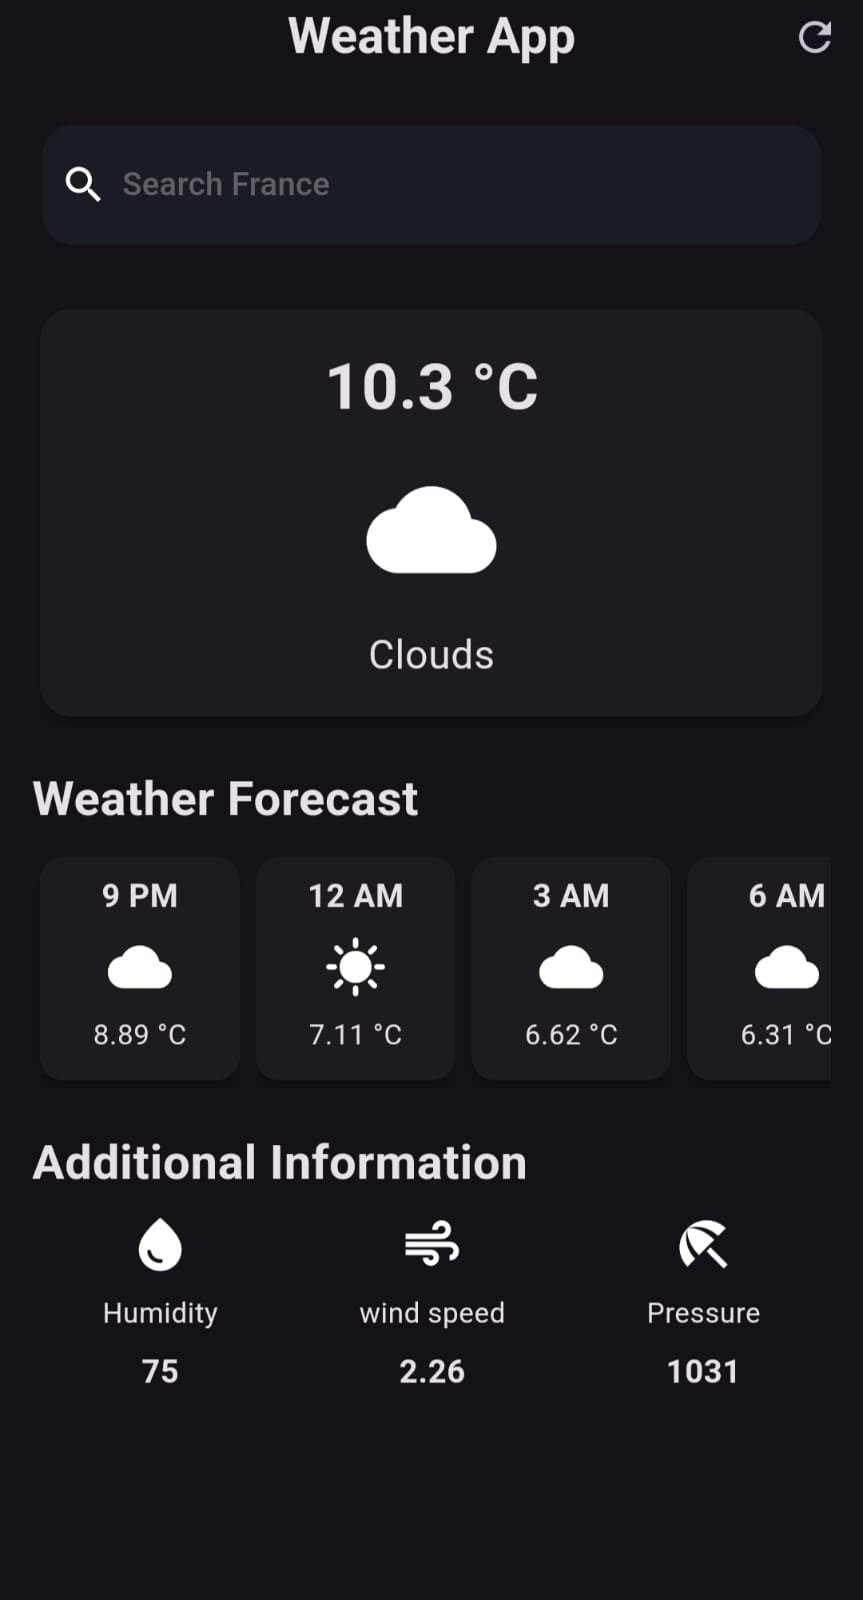 Weather App
Search France
10.3 °C
Clouds
Weather Forecast
9 PM 12 AM 3 AM 6 AM
8.89 °C 7.11 °C 6.62 °C 6.31 °C
Additional Information
Humidity wind speed Pressure
75 2.26 1031